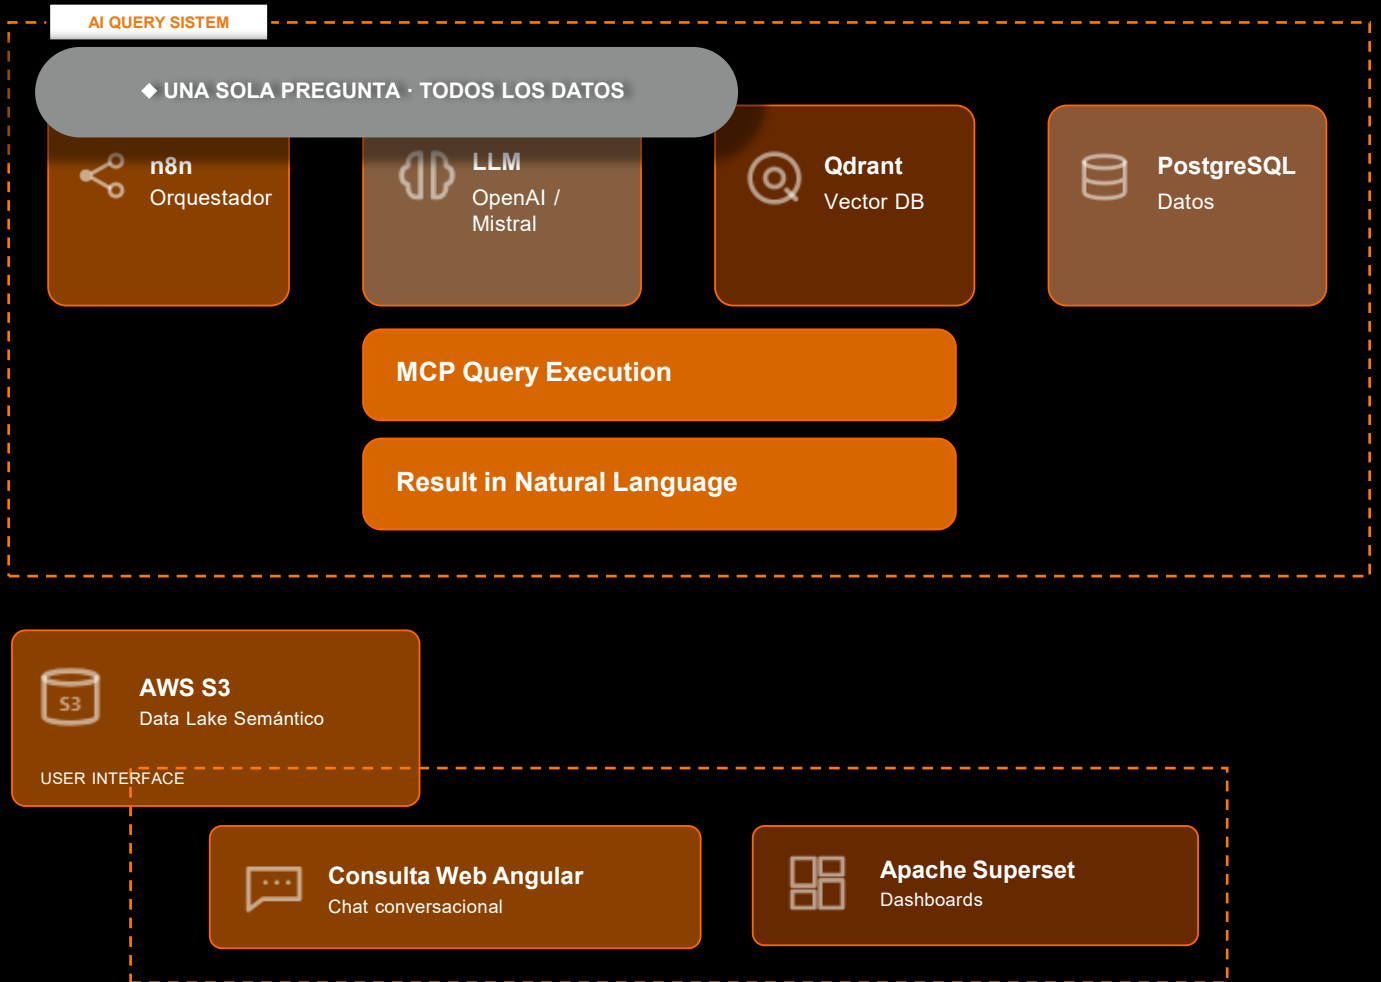 AI QUERY SISTEM
◆ UNA SOLA PREGUNTA · TODOS LOS DATOS
n8n
Orquestador
LLM
OpenAI /
Mistral
Qdrant
Vector DB
PostgreSQL
Datos
MCP Query Execution
Result in Natural Language
S3
AWS S3
Data Lake Semántico
USER INTERFACE
Consulta Web Angular
Chat conversacional
Apache Superset
Dashboards